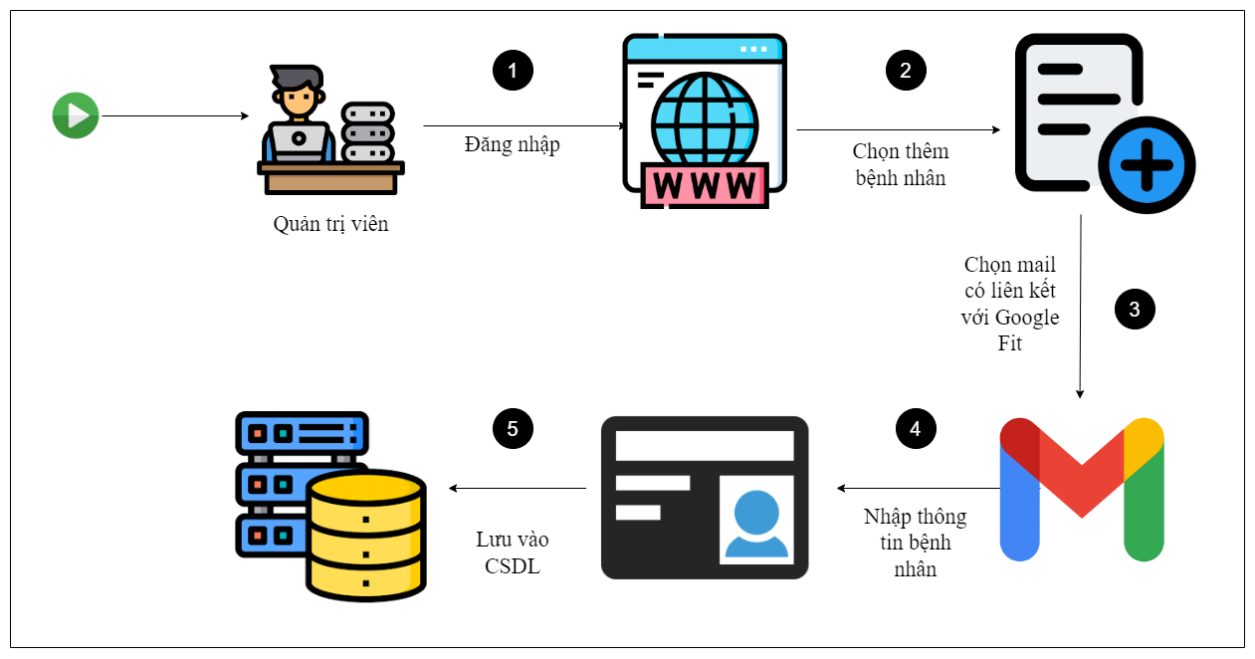 1
2
Đăng nhập
WWW
Chọn thêm
bệnh nhân
Quản trị viên
Chọn mail
có liên kết
với Google
Fit
3
5
4
Nhập thông
tin bệnh
nhân
Lưu vào
CSDL